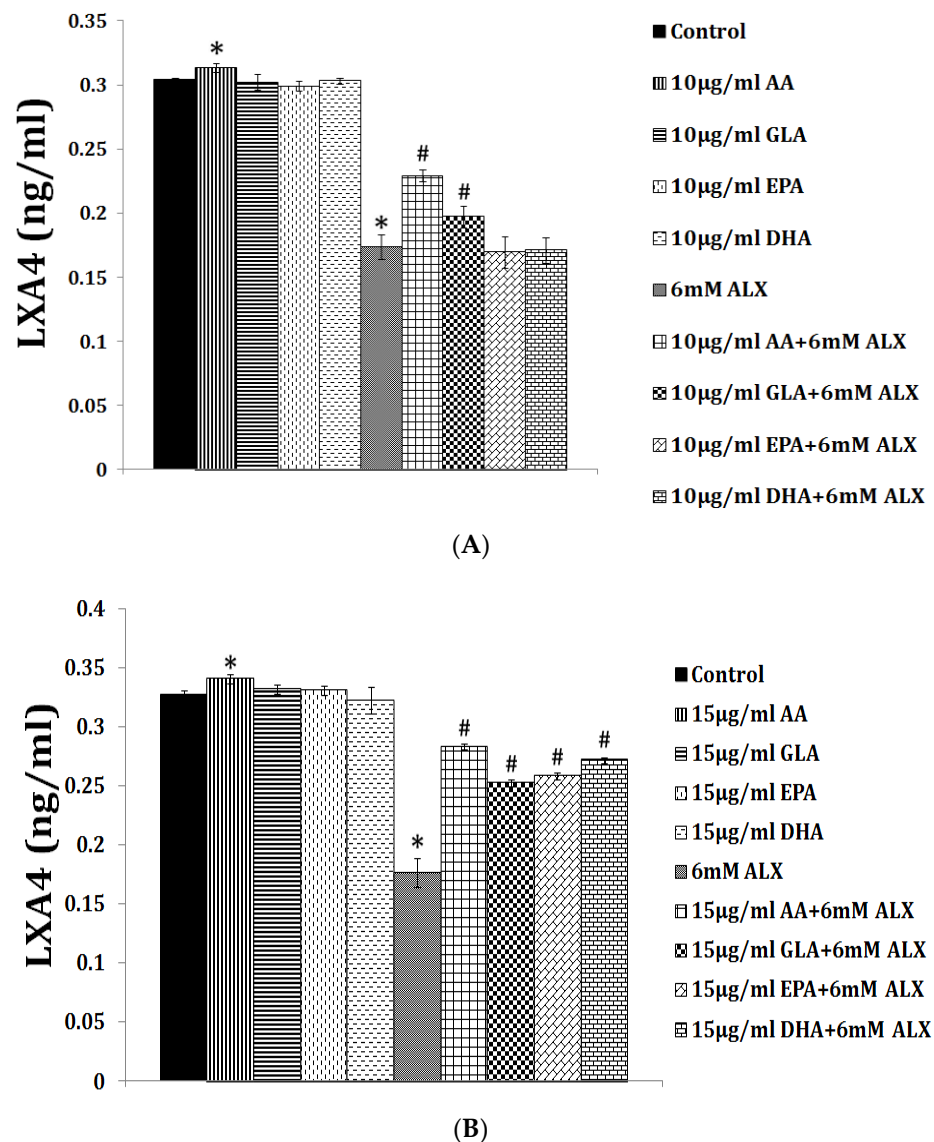 0.35
0.3
0.25
0.2
0.15
0.1
0.05
0
LXA4 (ng/ml)
*
*
#
#
Control
10µg/ml AA
10µg/ml GLA
10µg/ml EPA
10µg/ml DHA
6mM ALX
10µg/ml AA+6mM ALX
10µg/ml GLA+6mM ALX
10µg/ml EPA+6mM ALX
10µg/ml DHA+6mM ALX
(A)
0.4
0.35
0.3
0.25
0.2
0.15
0.1
0.05
0
LXA4 (ng/ml)
*
*
#
#
#
#
Control
15µg/ml AA
15µg/ml GLA
15µg/ml EPA
15µg/ml DHA
6mM ALX
15µg/ml AA+6mM ALX
15µg/ml GLA+6mM ALX
15µg/ml EPA+6mM ALX
15µg/ml DHA+6mM ALX
(B)